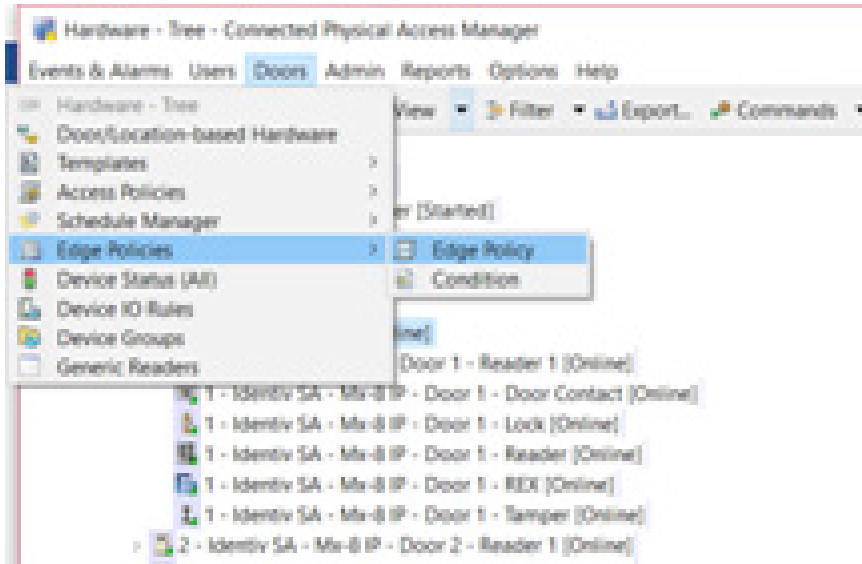 Hardware - Tree - Connected Physical Access Manager
Events & Alarms Users Doors Admin Reports Options Help
Hardware - Tree
View Filter Export... Commands
Door/Location-based Hardware
Templates
Access Policies
Schedule Manager
er [Started]
Edge Policies
Edge Policy
Device Status (All)
Condition
Device IO Rules
Device Groups
ine]
Generic Readers
Door 1 - Reader 1 [Online]
1 - Identiv SA - Mx-8 IP - Door 1 - Door Contact [Online]
1 - Identiv SA - Mx-8 IP - Door 1 - Lock [Online]
1 - Identiv SA - Mx-8 IP - Door 1 - Reader [Online]
1 - Identiv SA - Mx-8 IP - Door 1 - REX [Online]
1 - Identiv SA - Mx-8 IP - Door 1 - Tamper [Online]
2 - Identiv SA - Mx-8 IP - Door 2 - Reader 1 [Online]